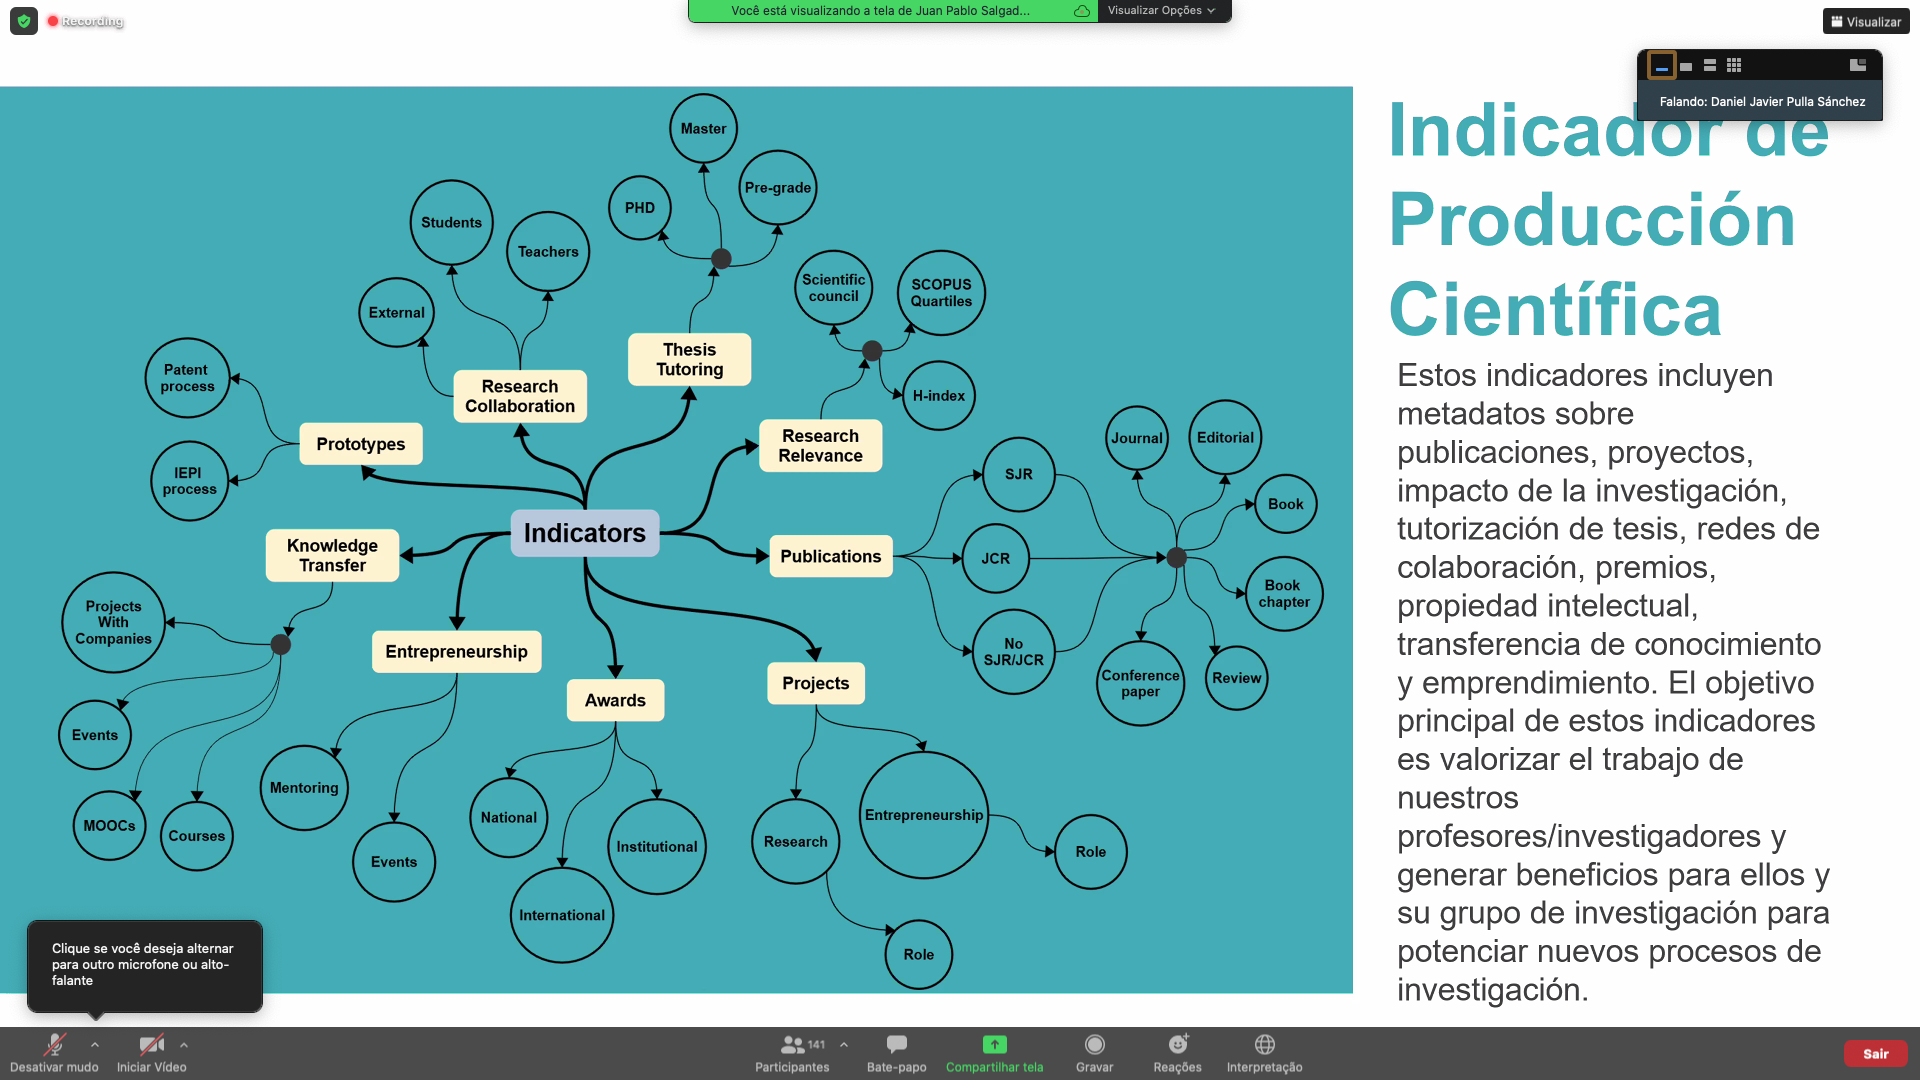 Recording
Você está visualizando a tela de Juan Pablo Salgad...
Visualizar Opções
Visualizar
Falando: Daniel Javier Pulla Sánchez
Indicador de
Producción
Científica
Estos indicadores incluyen
metadatos sobre
publicaciones, proyectos,
impacto de la investigación,
tutorización de tesis, redes de
colaboración, premios,
propiedad intelectual,
transferencia de conocimiento
y emprendimiento. El objetivo
principal de estos indicadores
es valorizar el trabajo de
nuestros
profesores/investigadores y
generar beneficios para ellos y
su grupo de investigación para
potenciar nuevos procesos de
investigación.
Indicators
Thesis
Tutoring
PHD
Master
Pre-grade
Research
Collaboration
External
Students
Teachers
Research
Relevance
Scientific
council
SCOPUS
Quartiles
H-index
Prototypes
Patent
process
IEPI
process
Publications
SJR
JCR
No
SJR/JCR
Journal
Editorial
Book
Book
chapter
Review
Conference
paper
Knowledge
Transfer
Projects
With
Companies
Events
MOOCs
Courses
Entrepreneurship
Mentoring
Events
Awards
National
International
Institutional
Projects
Research
Role
Entrepreneurship
Role
Clique se você deseja alternar
para outro microfone ou alto-
falante
Desativar mudo
Iniciar Vídeo
141
Participantes
Bate-papo
Compartilhar tela
Gravar
Reações
Interpretação
Sair